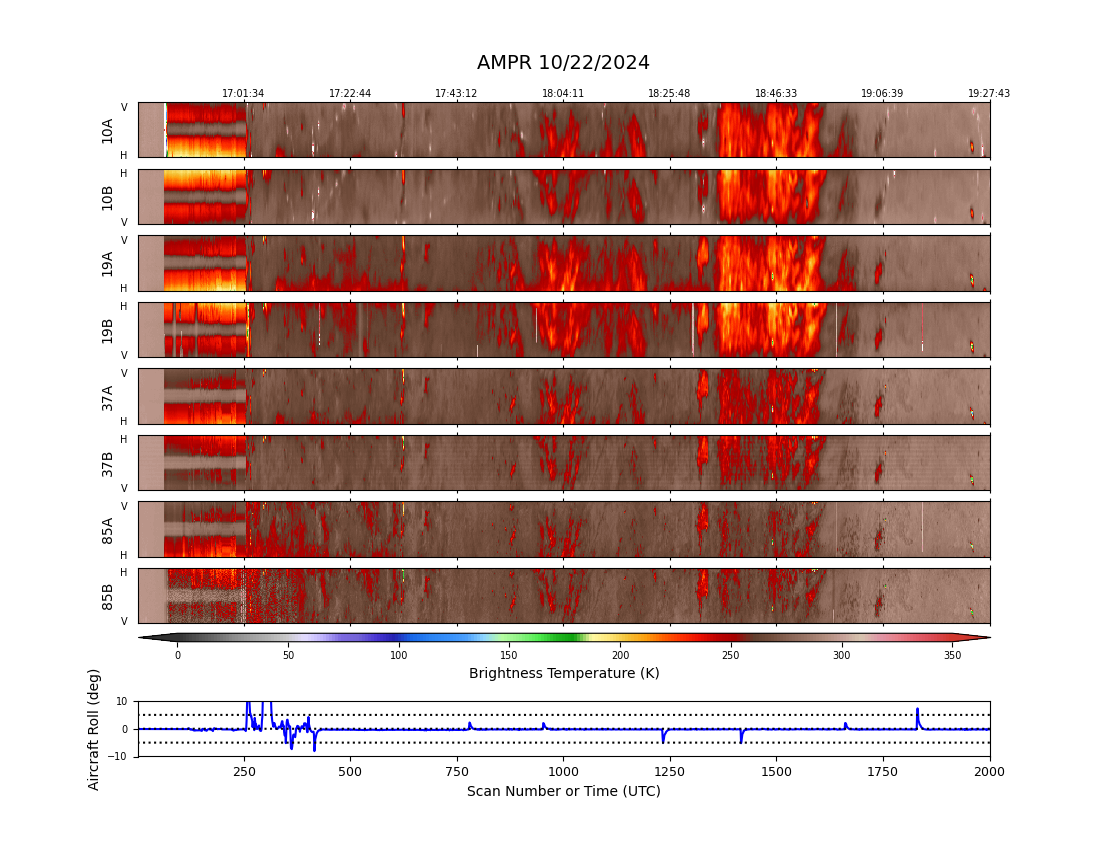 AMPR 10/22/2024
17:01:34 17:22:44 17:43:12 18:04:11 18:25:48 18:46:33 19:06:39 19:27:43
V
10A
H
H
10B
V
V
19A
H
H
19B
V
V
37A
H
H
37B
V
V
85A
H
H
85B
V
0 50 100 150 200 250 300 350
Brightness Temperature (K)
Aircraft Roll (deg)
10
0
−10
250 500 750 1000 1250 1500 1750 2000
Scan Number or Time (UTC)